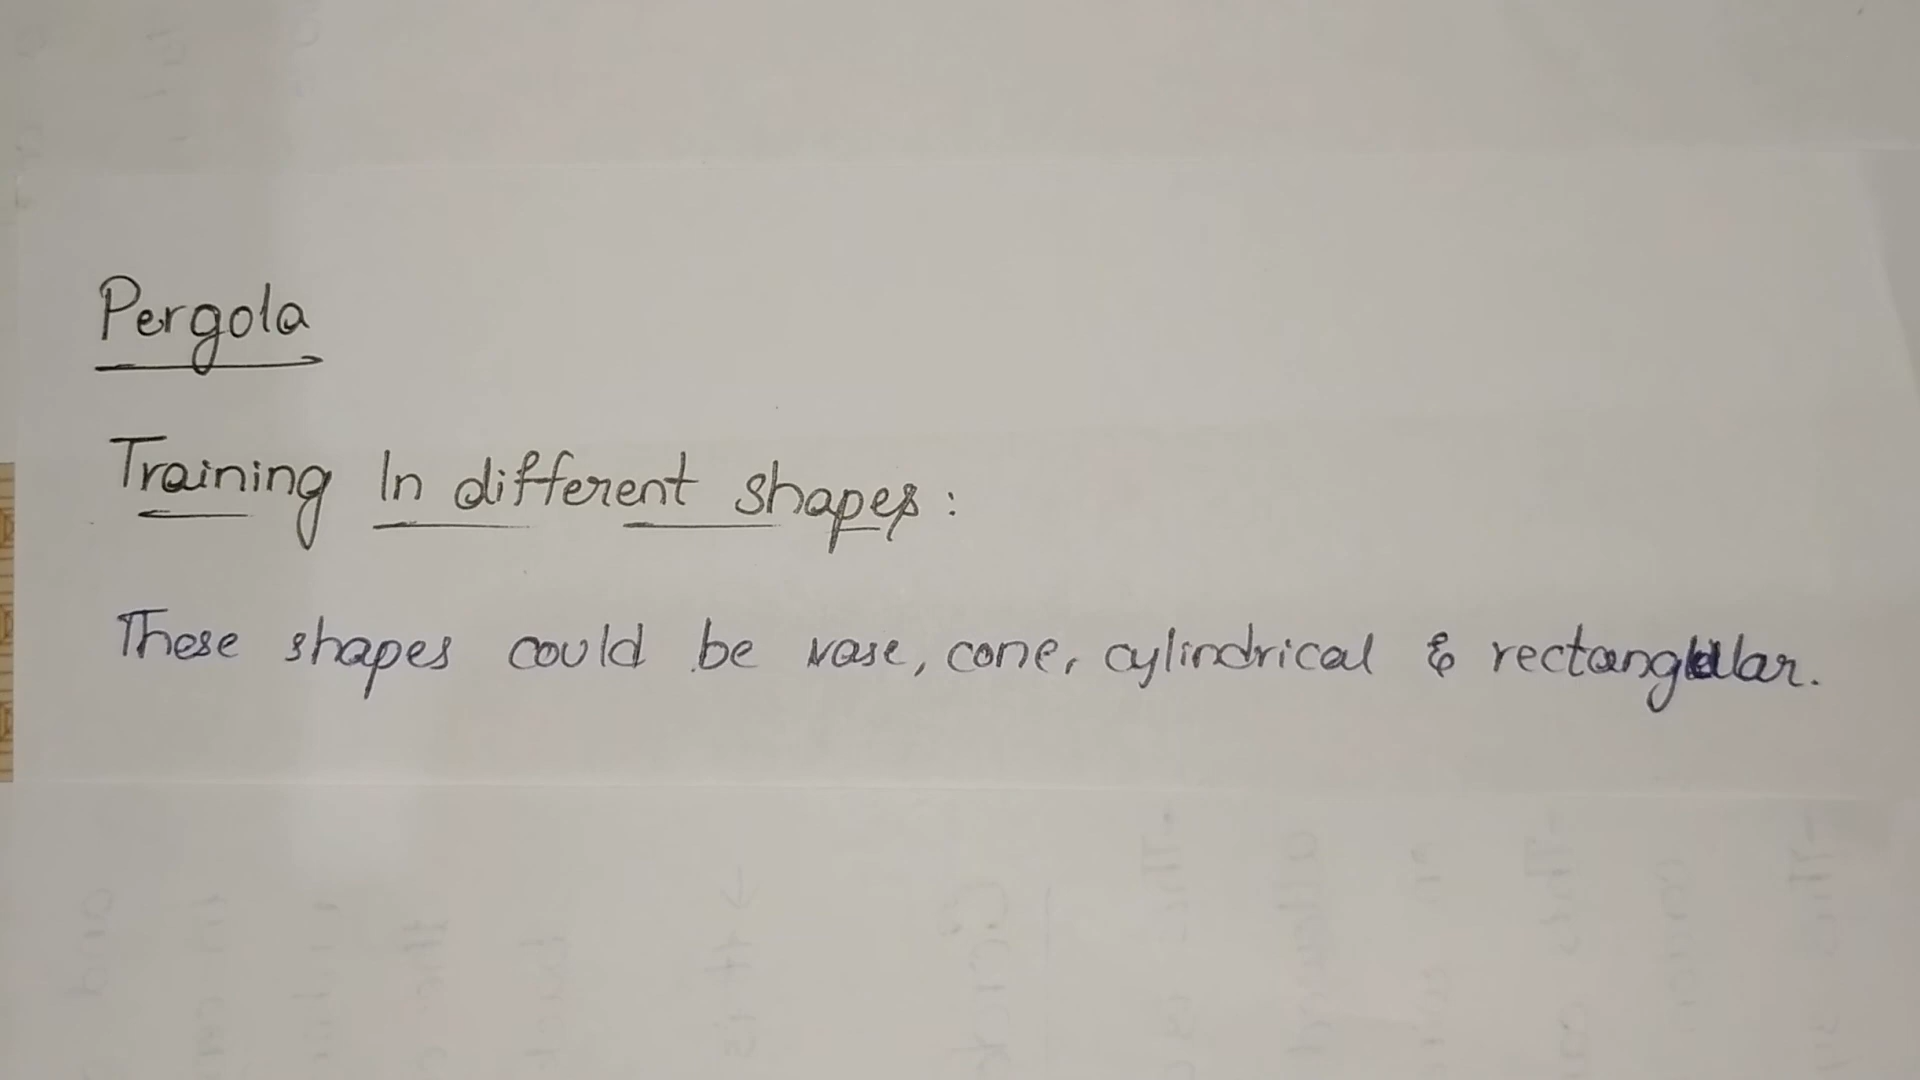 Pergola
Training In different shapes :
These shapes could be vase, cone, cylindrical & rectangular.